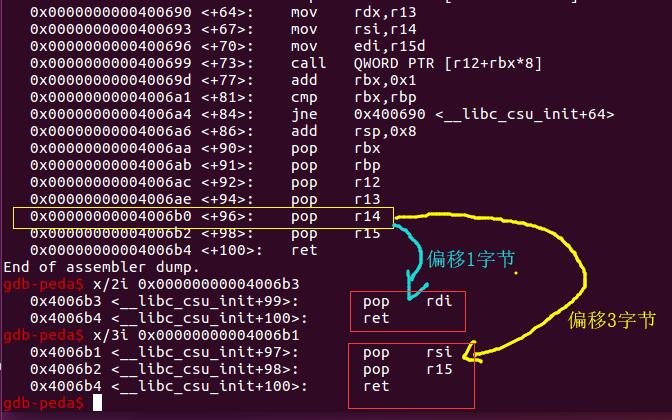 0x0000000000400690 <+64>: mov rdx,r13
0x0000000000400693 <+67>: mov rsi,r14
0x0000000000400696 <+70>: mov edi,r15d
0x0000000000400699 <+73>: call QWORD PTR [r12+rbx*8]
0x000000000040069d <+77>: add rbx,0x1
0x00000000004006a1 <+81>: cmp rbx,rbp
0x00000000004006a4 <+84>: jne 0x400690 <__libc_csu_init+64>
0x00000000004006a6 <+86>: add rsp,0x8
0x00000000004006aa <+90>: pop rbx
0x00000000004006ab <+91>: pop rbp
0x00000000004006ac <+92>: pop r12
0x00000000004006ae <+94>: pop r13
0x00000000004006b0 <+96>: pop r14
0x00000000004006b2 <+98>: pop r15
0x00000000004006b4 <+100>: ret
End of assembler dump.
偏移1字节
gdb-peda$ x/2i 0x00000000004006b3
0x4006b3 <__libc_csu_init+99>: pop rdi
0x4006b4 <__libc_csu_init+100>: ret
偏移3字节
gdb-peda$ x/3i 0x00000000004006b1
0x4006b1 <__libc_csu_init+97>: pop rsi
0x4006b2 <__libc_csu_init+98>: pop r15
0x4006b4 <__libc_csu_init+100>: ret
gdb-peda$